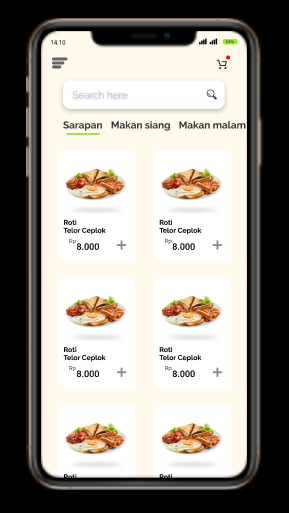 14.10
100%
Search here
Sarapan Makan siang Makan malam
Roti
Telor Ceplok
Rp 8.000 +
Roti
Telor Ceplok
Rp 8.000 +
Roti
Telor Ceplok
Rp 8.000 +
Roti
Telor Ceplok
Rp 8.000 +
Roti
Roti